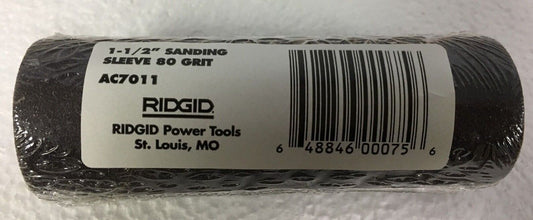 1-1/2" SANDING
SLEEVE 80 GRIT
AC7011
RIDGID
RIDGID Power Tools
St. Louis, MO
6 48846 00075 6